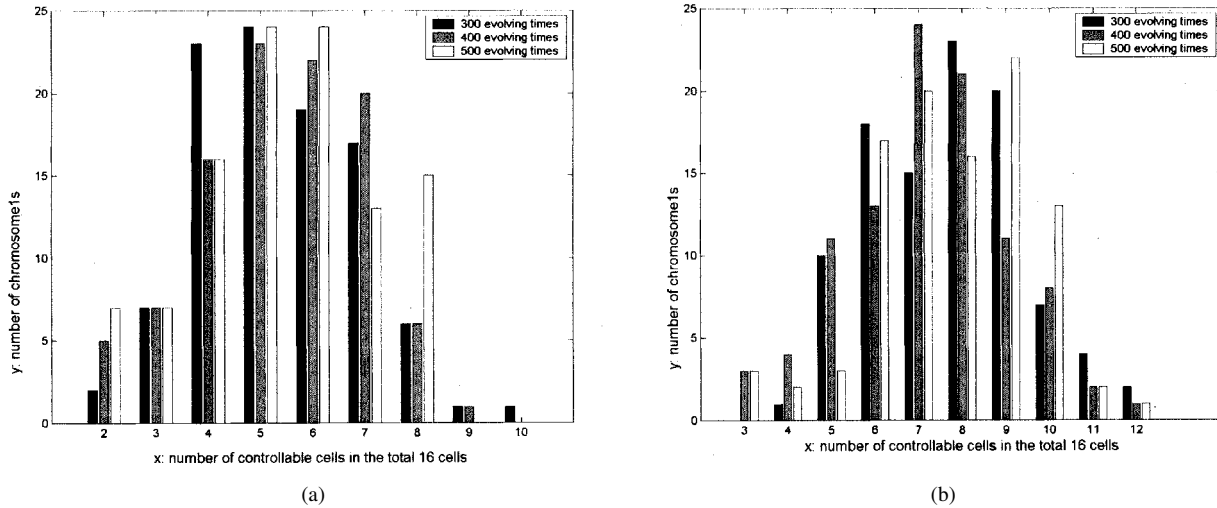 300 evolving times
400 evolving times
500 evolving times
25
20
15
10
5
0
y: number of chromosome1s
2 3 4 5 6 7 8 9 10
x: number of controllable cells in the total 16 cells
(a)
300 evolving times
400 evolving times
500 evolving times
25
20
15
10
5
0
y: number of chromosome1s
3 4 5 6 7 8 9 10 11 12
x: number of controllable cells in the total 16 cells
(b)